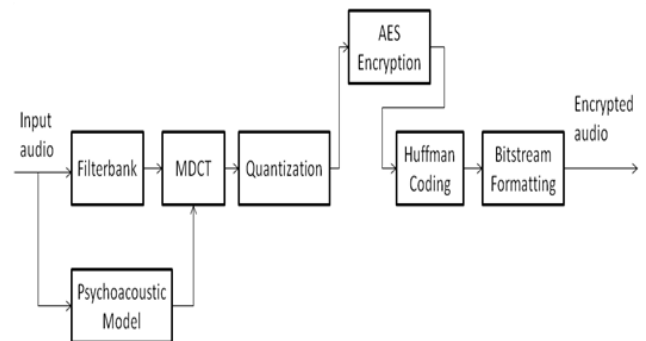 AES
Encryption
Input
audio
Encrypted
audio
Filterbank
MDCT
Quantization
Huffman
Coding
Bitstream
Formatting
Psychoacoustic
Model